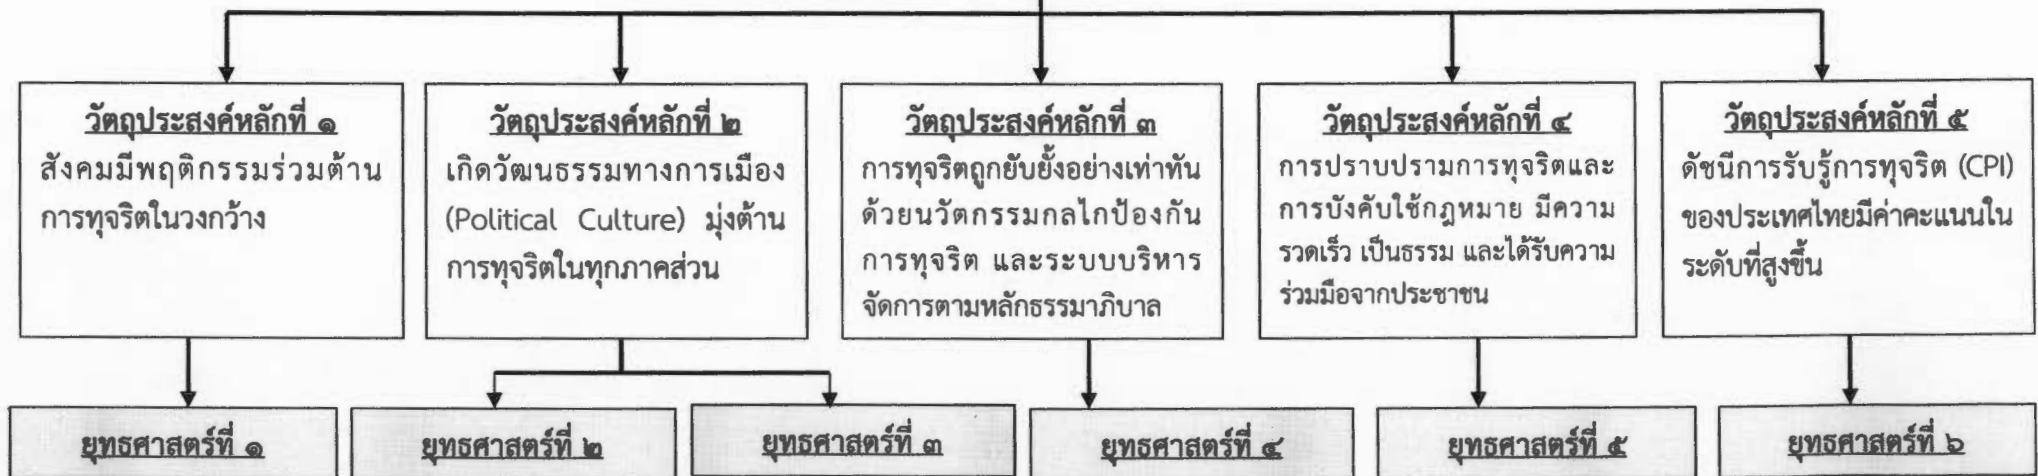 วัตถุประสงค์หลักที่ ๑
สังคมมีพฤติกรรมร่วมต้าน
การทุจริตในวงกว้าง
วัตถุประสงค์หลักที่ ๒
เกิดวัฒนธรรมทางการเมือง
(Political Culture) มุ่งต้าน
การทุจริตในทุกภาคส่วน
วัตถุประสงค์หลักที่ ๓
การทุจริตถูกยับยั้งอย่างเท่าทัน
ด้วยนวัตกรรมกลไกป้องกัน
การทุจริต และระบบบริหาร
จัดการตามหลักธรรมาภิบาล
วัตถุประสงค์หลักที่ ๔
การปราบปรามการทุจริตและ
การบังคับใช้กฎหมาย มีความ
รวดเร็ว เป็นธรรม และได้รับความ
ร่วมมือจากประชาชน
วัตถุประสงค์หลักที่ ๕
ดัชนีการรับรู้การทุจริต (CPI)
ของประเทศไทยมีค่าคะแนนใน
ระดับที่สูงขึ้น
ยุทธศาสตร์ที่ ๑
ยุทธศาสตร์ที่ ๒
ยุทธศาสตร์ที่ ๓
ยุทธศาสตร์ที่ ๔
ยุทธศาสตร์ที่ ๕
ยุทธศาสตร์ที่ ๖